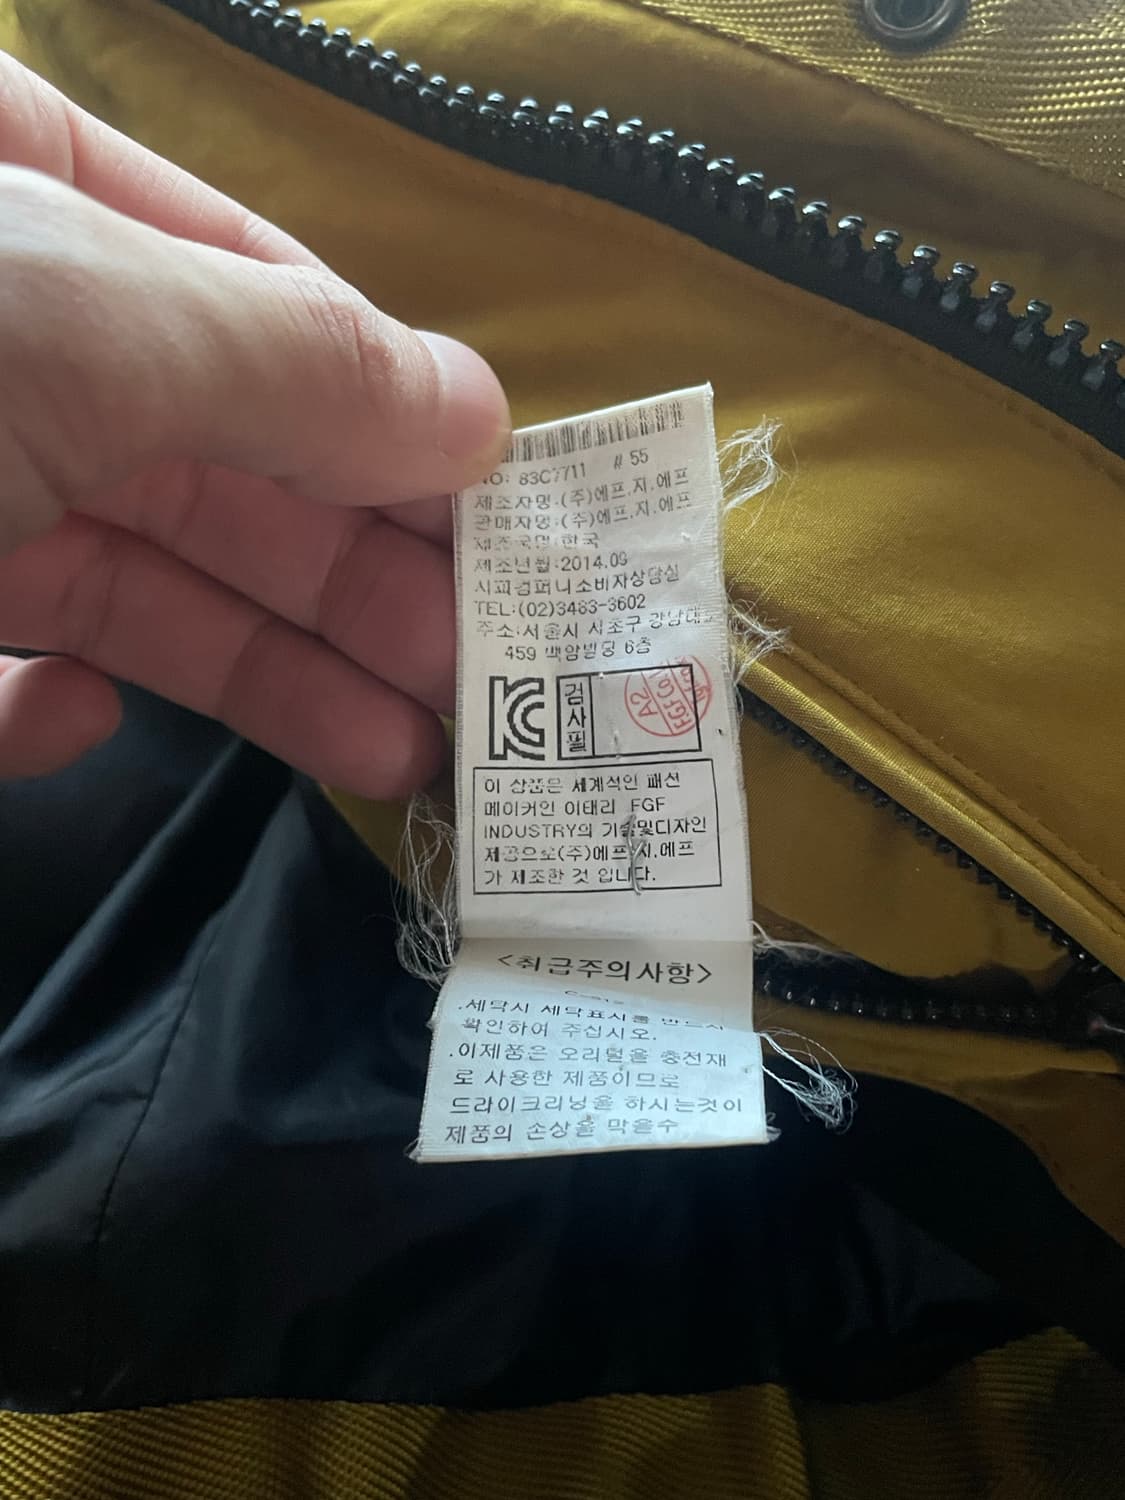 NO: 83C7711 #55
제조자명:(주)에프.지.에프
판매자명:(주)에프.지.에프
제조국명:한국
제조년월:2014.09
시피컴퍼니소비자상담실
TEL:(02)3483-3602
주소:서울시 서초구 강남대로
459 백암빌딩 6층
KC
검사필
A2
이 상품은 세계적인 패션
메이커인 이태리 FGF
INDUSTRY의 기술및디자인
제공으로(주)에프.지.에프
가 제조한 것 입니다.
<취급주의사항>
.세탁시 세탁표시를 반드시
확인하여 주십시오.
.이제품은 오리털을 충전재
로 사용한 제품이므로
드라이크리닝을 하시는것이
제품의 손상을 막을수